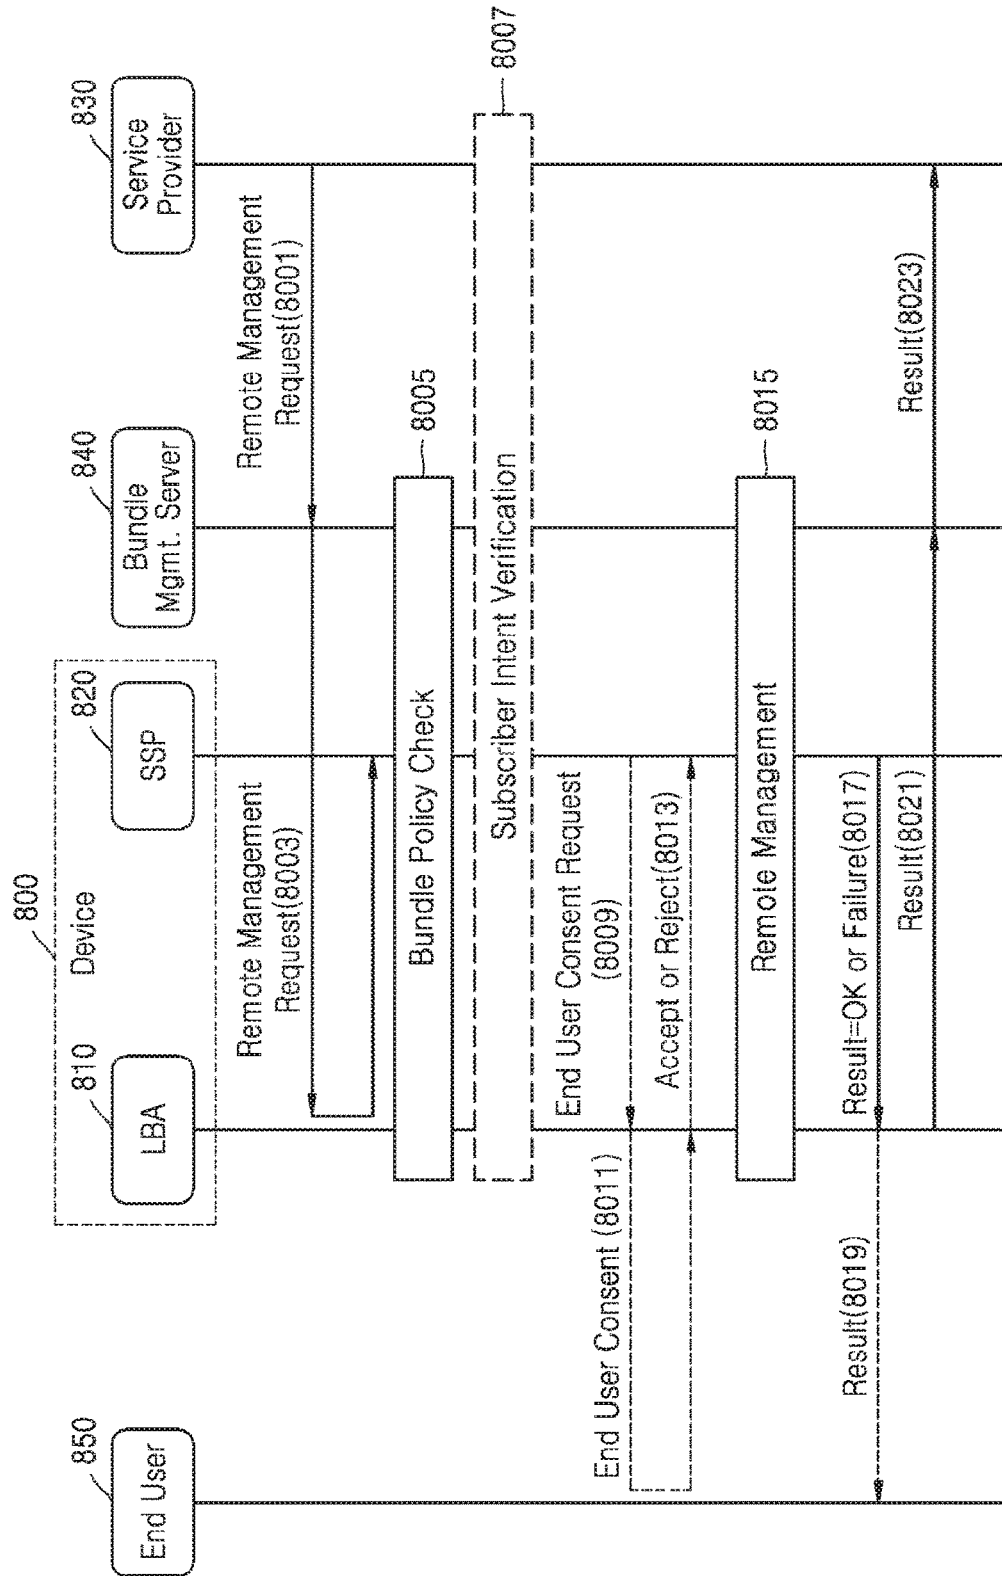 800
Device
850
End User
810
LBA
820
SSP
840
Bundle
Mgmt. Server
830
Service
Provider
Remote Management
Request(8001)
Remote Management
Request(8003)
Bundle Policy Check
8005
Subscriber Intent Verification
8007
End User Consent Request
(8009)
End User Consent (8011)
Accept or Reject(8013)
Remote Management
8015
Result=OK or Failure(8017)
Result(8019)
Result(8021)
Result(8023)